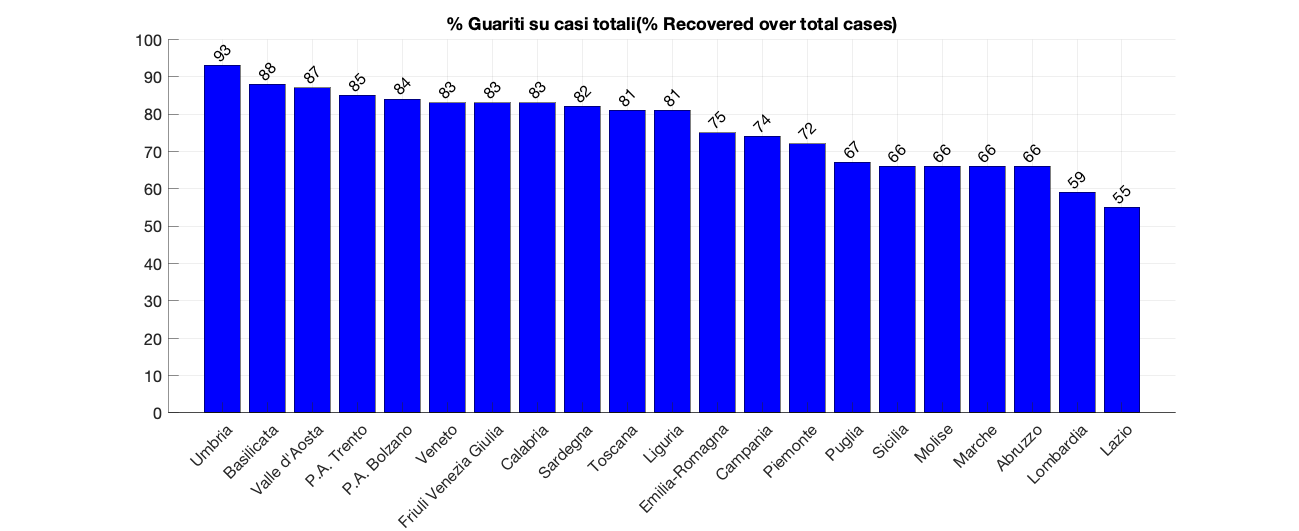 % Guariti su casi totali(% Recovered over total cases)
100
90
80
70
60
50
40
30
20
10
0
93
88
87
85
84
83
83
83
82
81
81
75
74
72
67
66
66
66
66
59
55
Umbria
Basilicata
Valle d'Aosta
P.A. Trento
P.A. Bolzano
Veneto
Friuli Venezia Giulia
Calabria
Sardegna
Toscana
Liguria
Emilia-Romagna
Campania
Piemonte
Puglia
Sicilia
Molise
Marche
Abruzzo
Lombardia
Lazio